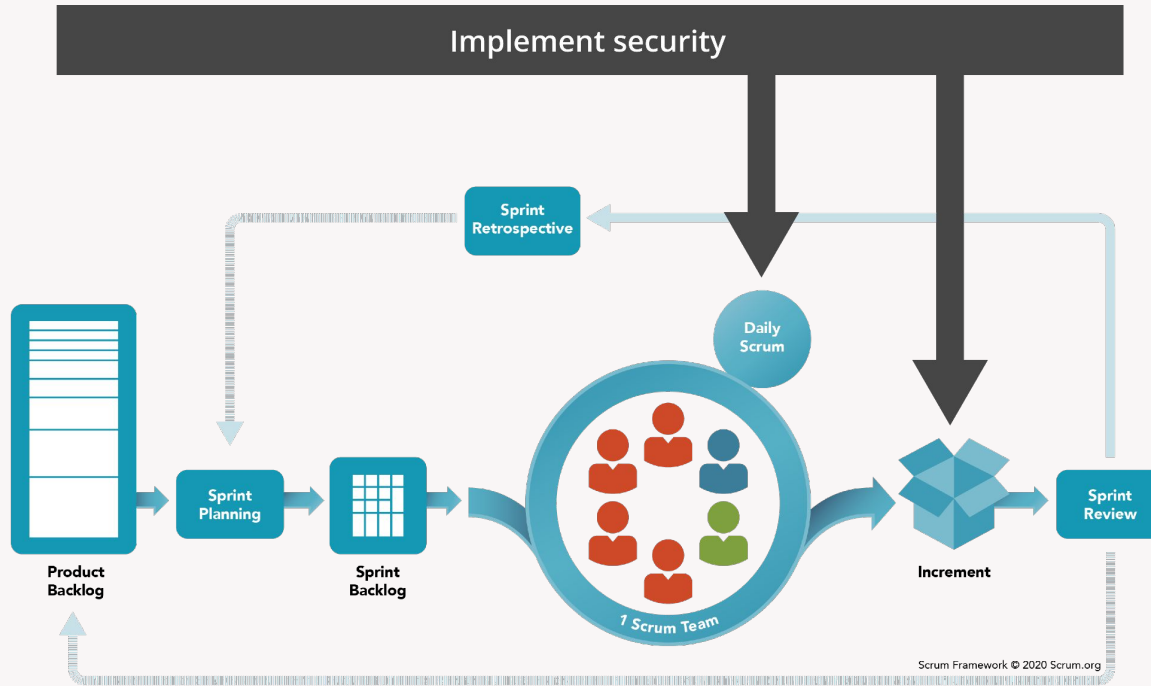 Implement security
Sprint
Retrospective
Daily
Scrum
Sprint
Planning
Sprint
Review
Product
Backlog
Sprint
Backlog
1 Scrum Team
Increment
Scrum Framework © 2020 Scrum.org